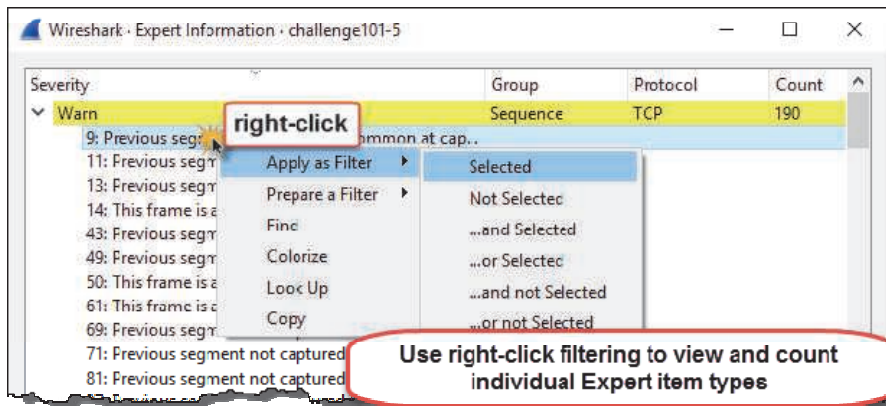 Wireshark · Expert Information · challenge101-5
Severity Group Protocol Count
Warn Sequence TCP 190
right-click
9: Previous segm mmon at cap..
11: Previous segm
13: Previous segm
14: This frame is a
43: Previous segm
49: Previous segm
50: This frame is a
61: This frame is a
69: Previous segm
71: Previous segment not captured
81: Previous segment not captured
Apply as Filter
Prepare a Filter
Find
Colorize
Look Up
Copy
Selected
Not Selected
...and Selected
...or Selected
...and not Selected
...or not Selected
Use right-click filtering to view and count
individual Expert item types